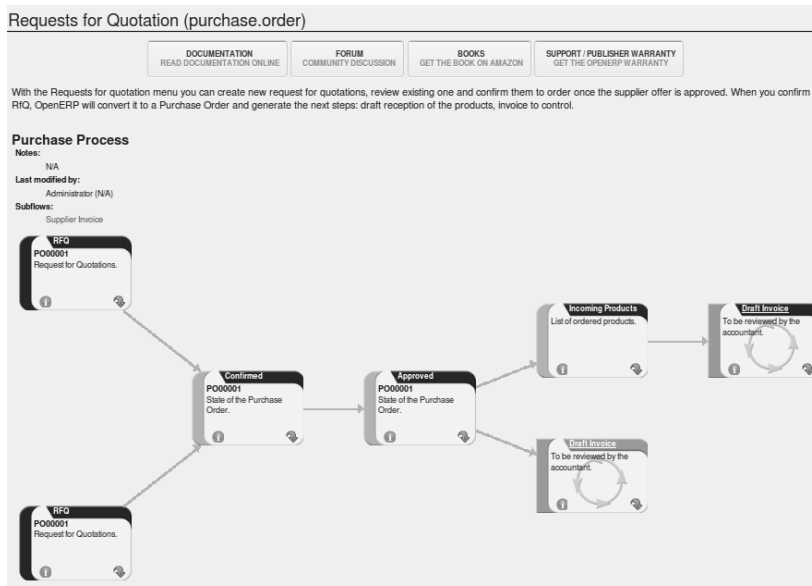 Requests for Quotation (purchase.order)
DOCUMENTATION
READ DOCUMENTATION ONLINE
FORUM
COMMUNITY DISCUSSION
BOOKS
GET THE BOOK ON AMAZON
SUPPORT / PUBLISHER WARRANTY
GET THE OPENERP WARRANTY
With the Requests for quotation menu you can create new request for quotations, review existing one and confirm them to order once the supplier offer is approved. When you confirm
RfQ, OpenERP will convert it to a Purchase Order and generate the next steps: draft reception of the products, invoice to control.
Purchase Process
Notes:
N/A
Last modified by:
Administrator (N/A)
Subflows:
Supplier Invoice
RFQ
PO00001
Request for Quotations.
Incoming Products
List of ordered products.
Draft Invoice
To be reviewed by the
accountant.
Confirmed
PO00001
State of the Purchase
Order.
Approved
PO00001
State of the Purchase
Order.
Draft Invoice
To be reviewed by the
accountant.
RFQ
PO00001
Request for Quotations.